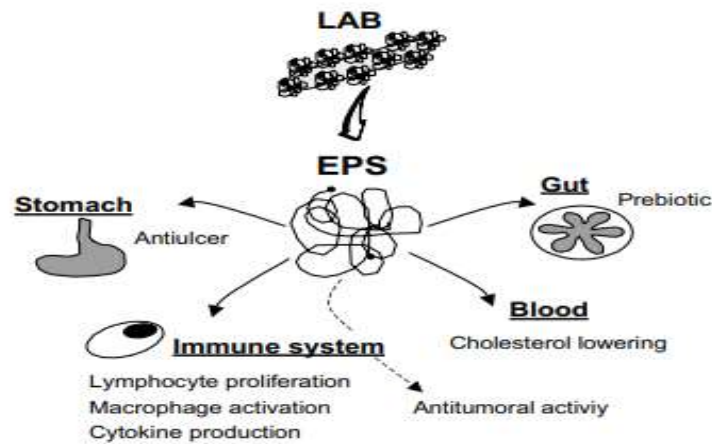 LAB
EPS
Stomach
Antiulcer
Gut
Prebiotic
Immune system
Lymphocyte proliferation
Macrophage activation
Cytokine production
Blood
Cholesterol lowering
Antitumoral activiy